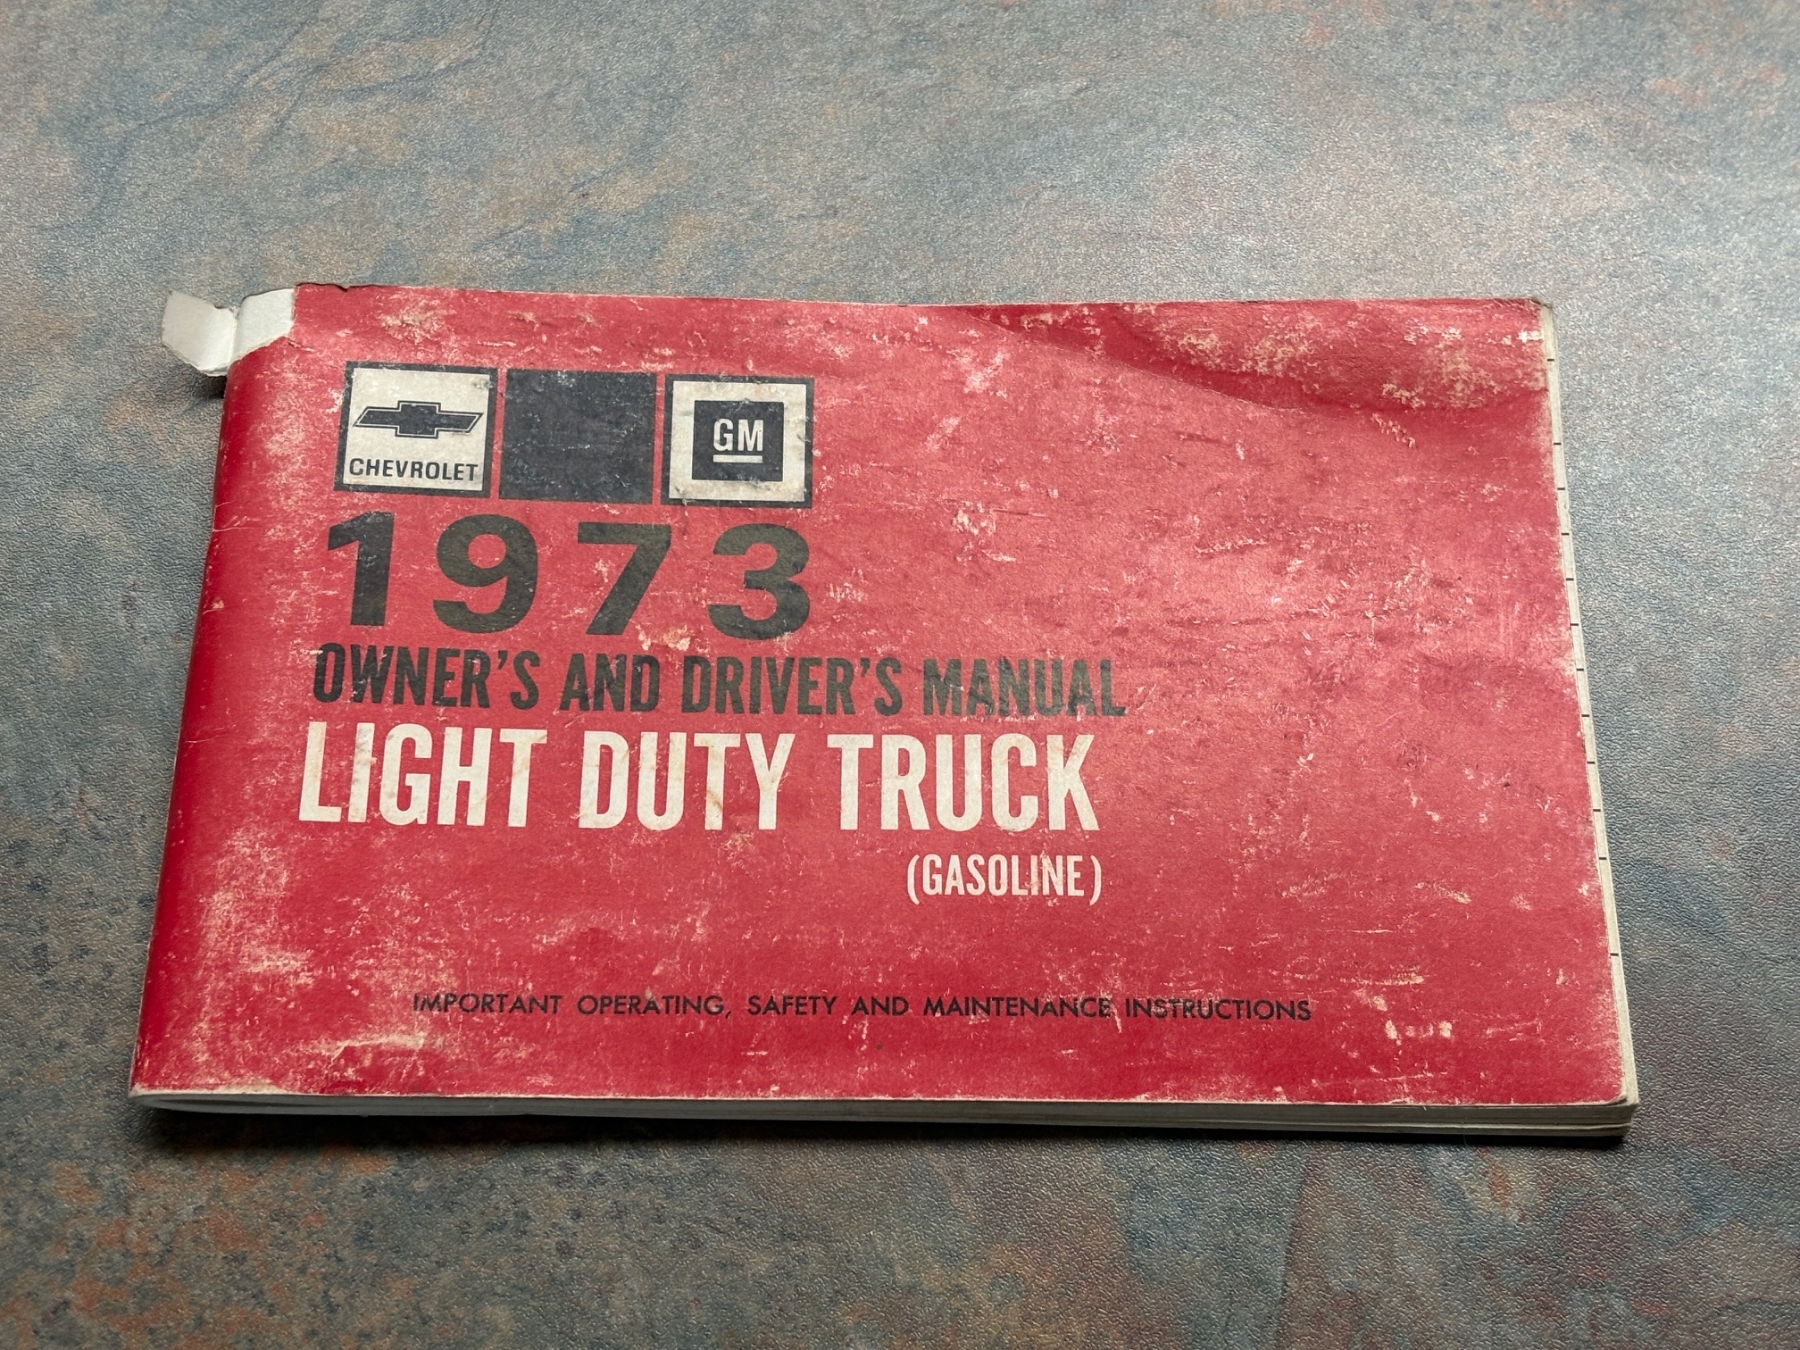 CHEVROLET
GM
1973
OWNER'S AND DRIVER'S MANUAL
LIGHT DUTY TRUCK
(GASOLINE)
IMPORTANT OPERATING, SAFETY AND MAINTENANCE INSTRUCTIONS